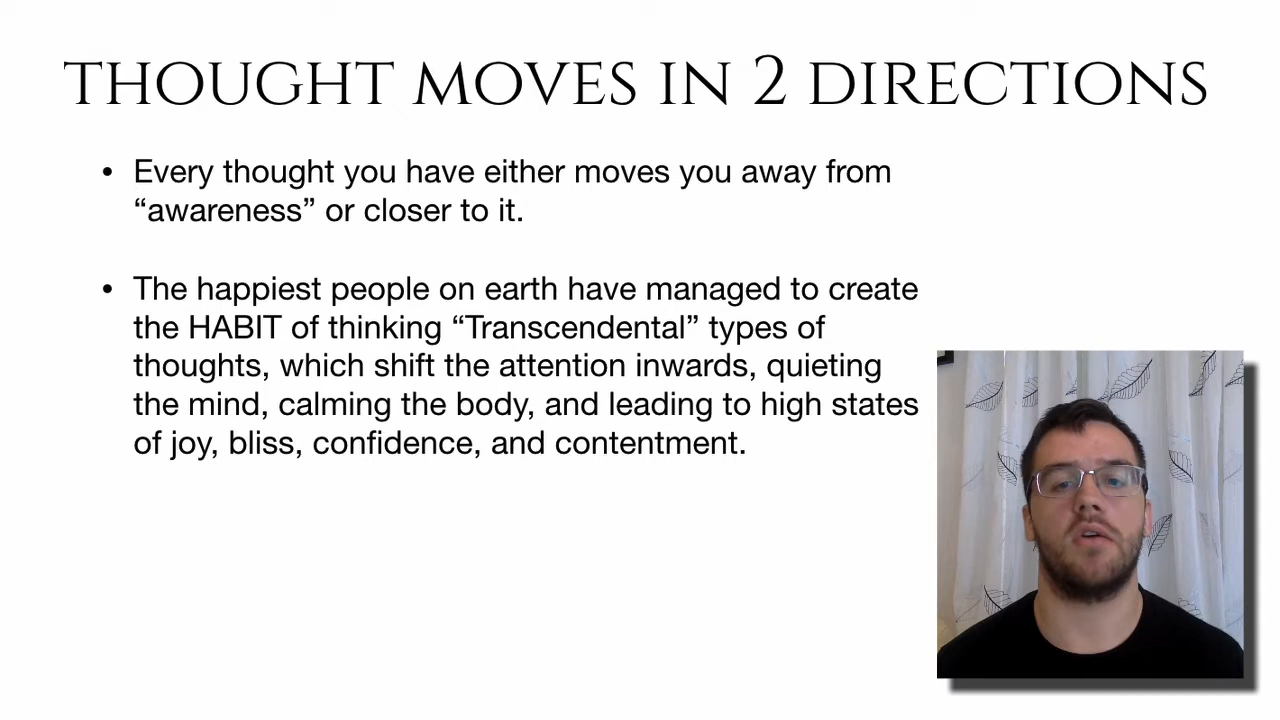 THOUGHT MOVES IN 2 DIRECTIONS
• Every thought you have either moves you away from
“awareness” or closer to it.
• The happiest people on earth have managed to create
the HABIT of thinking “Transcendental” types of
thoughts, which shift the attention inwards, quieting
the mind, calming the body, and leading to high states
of joy, bliss, confidence, and contentment.